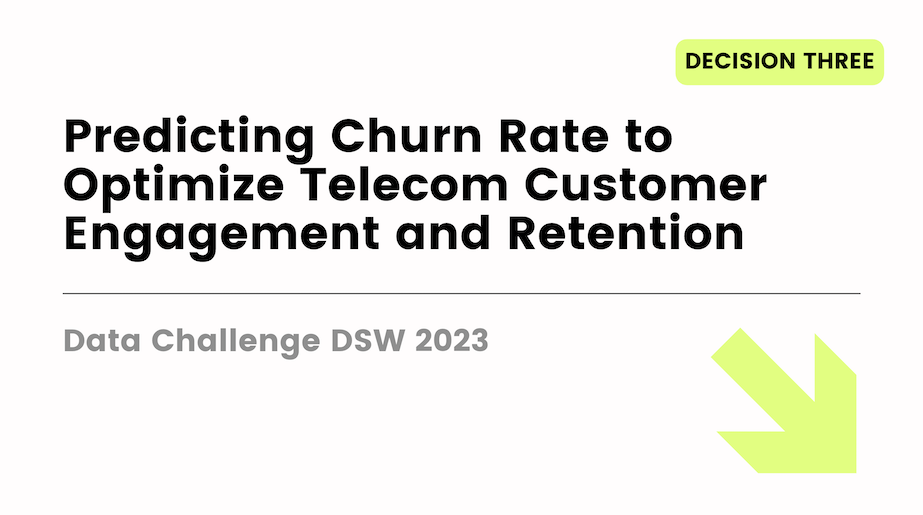 DECISION THREE
Predicting Churn Rate to
Optimize Telecom Customer
Engagement and Retention
Data Challenge DSW 2023